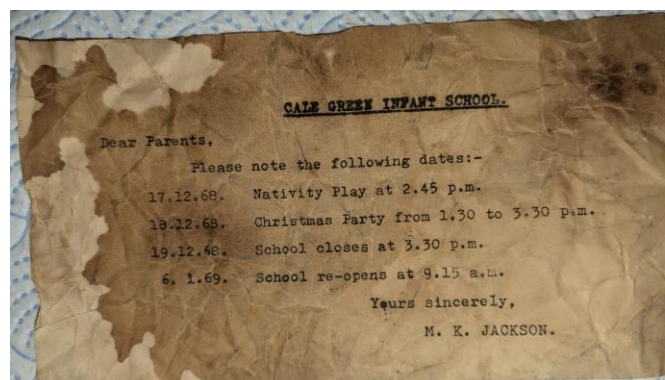 CALE GREEN INFANT SCHOOL.
Dear Parents,
Please note the following dates:-
17.12.68. Nativity Play at 2.45 p.m.
18.12.68. Christmas Party from 1.30 to 3.30 p.m.
19.12.68. School closes at 3.30 p.m.
6. 1.69. School re-opens at 9.15 a.m.
Yours sincerely,
M. K. JACKSON.